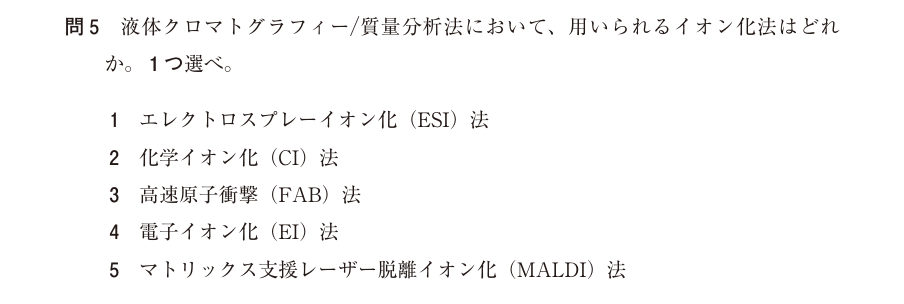 問5 液体クロマトグラフィー/質量分析法において、用いられるイオン化法はどれ
か。1つ選べ。
1 エレクトロスプレーイオン化（ESI）法
2 化学イオン化（CI）法
3 高速原子衝撃（FAB）法
4 電子イオン化（EI）法
5 マトリックス支援レーザー脱離イオン化（MALDI）法